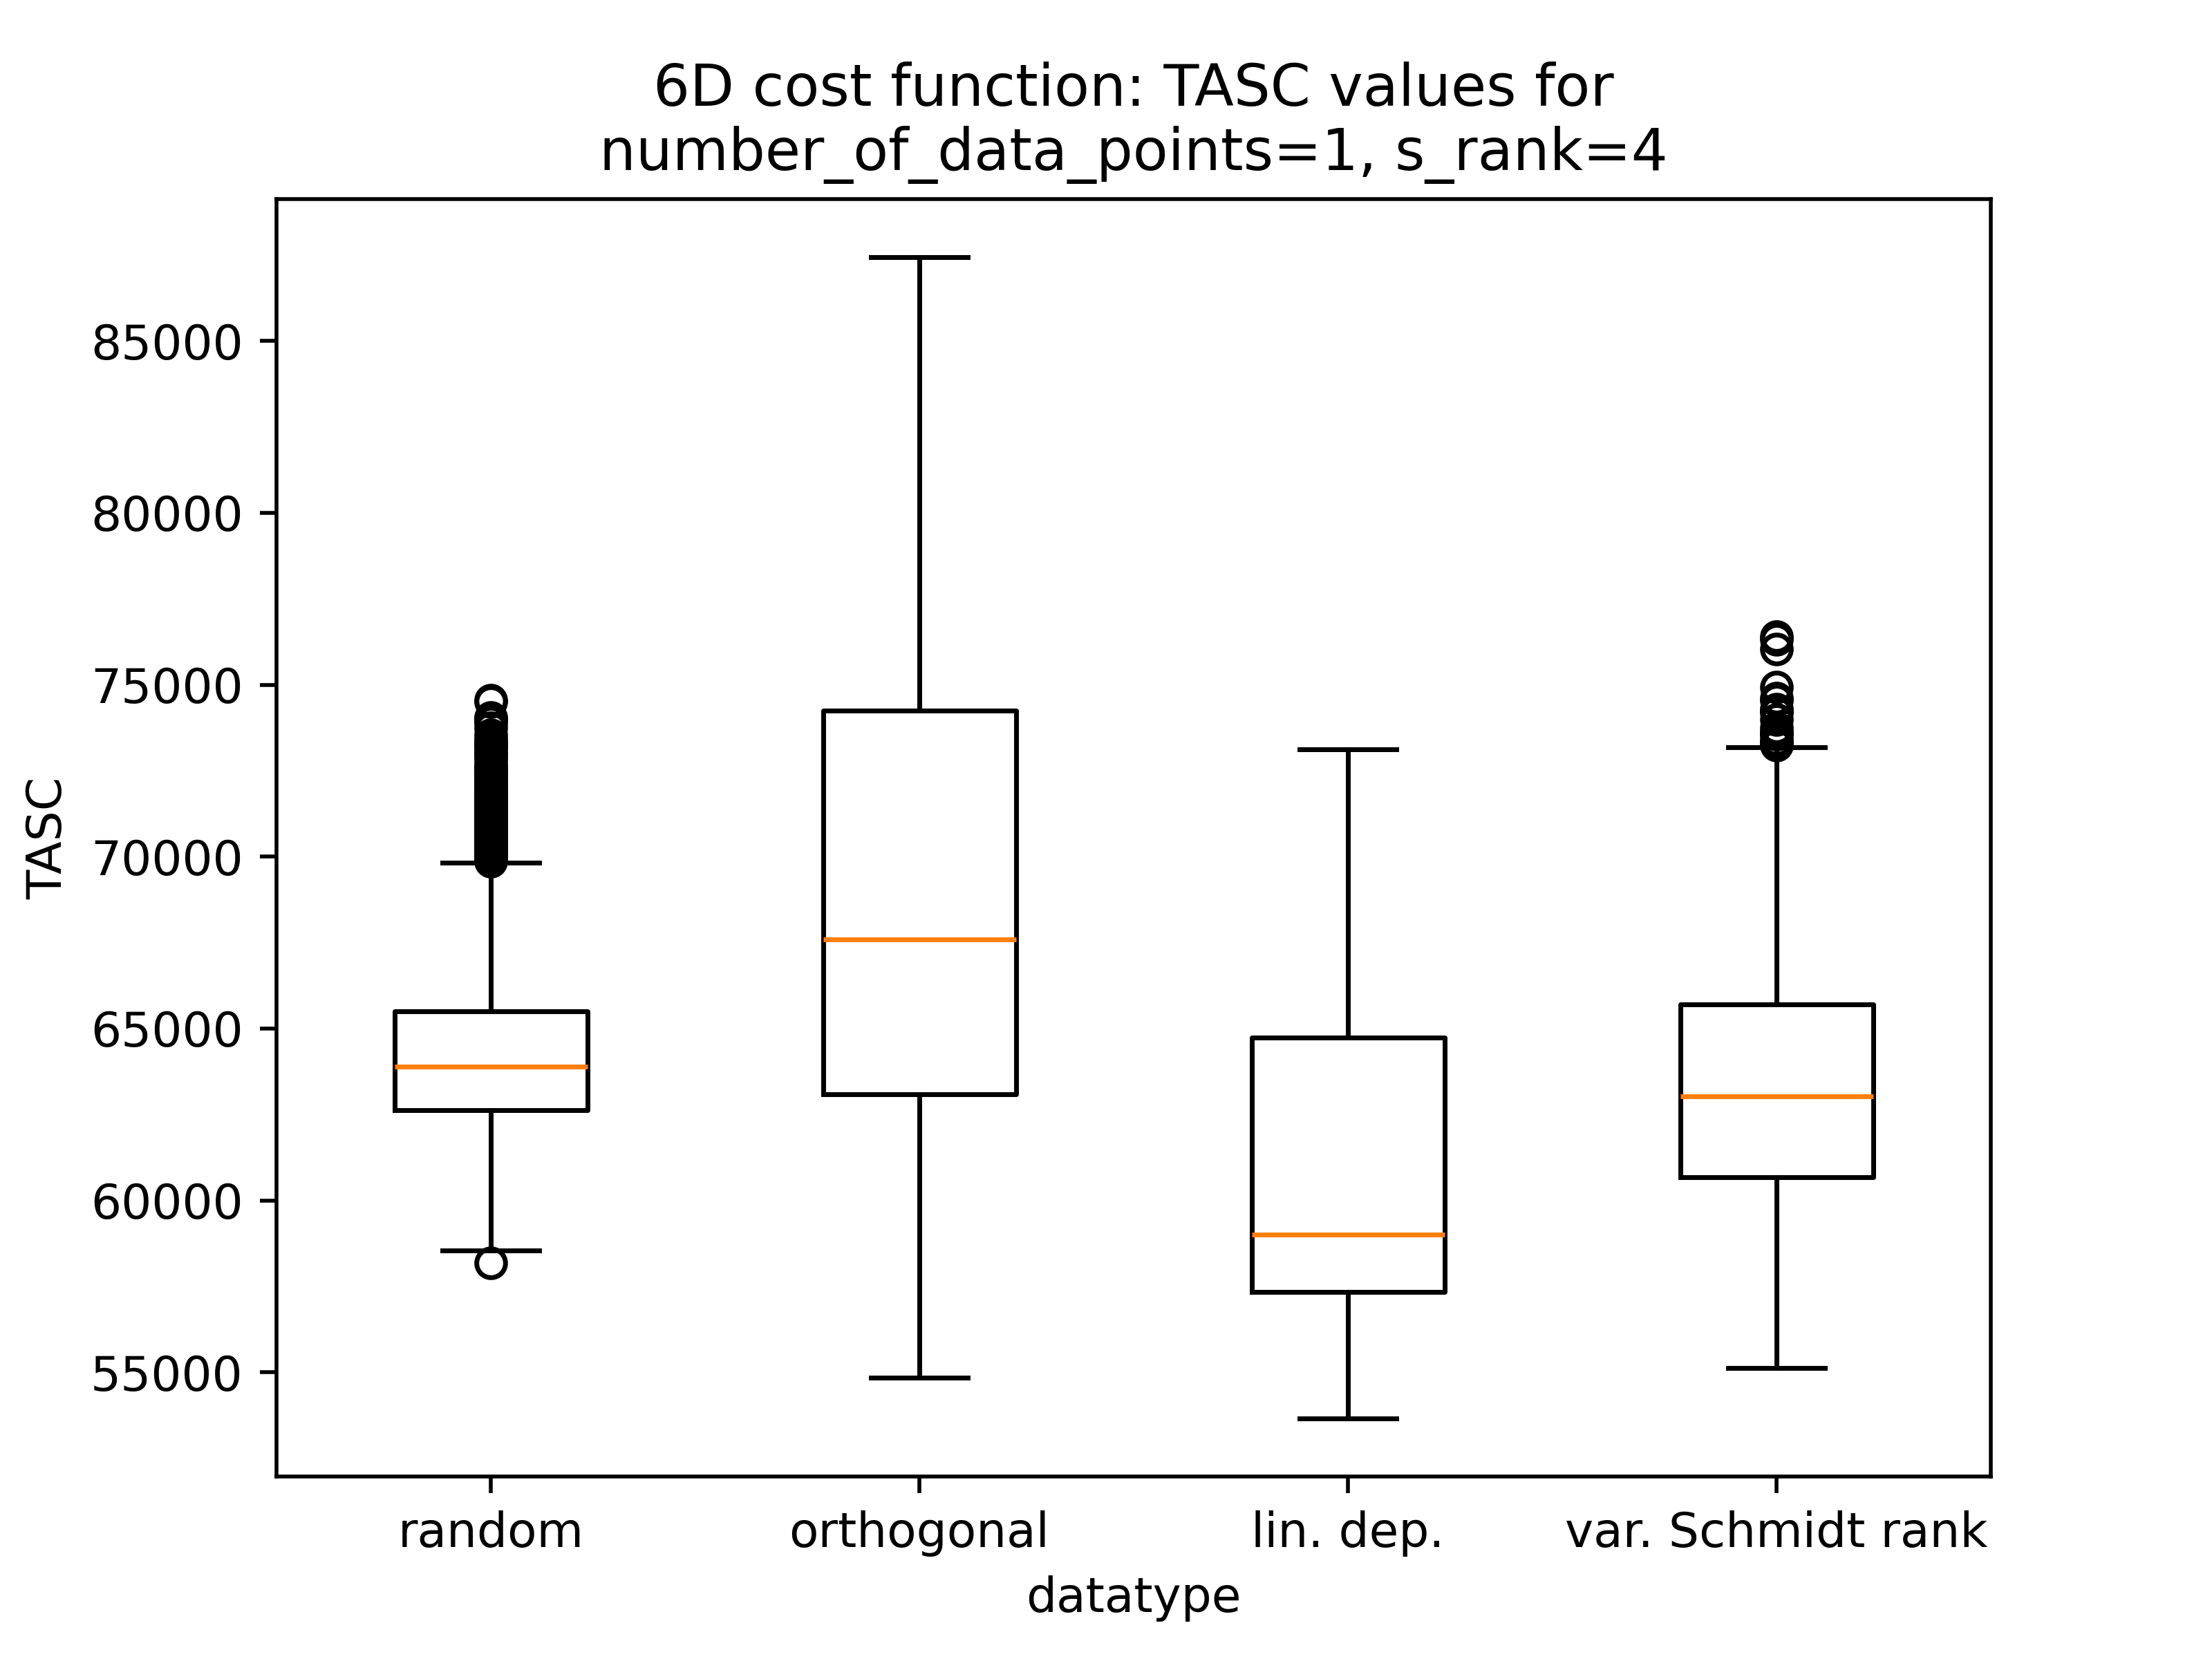 6D cost function: TASC values for
number_of_data_points=1, s_rank=4
85000
80000
75000
70000
65000
60000
55000
TASC
random
orthogonal
lin. dep.
var. Schmidt rank
datatype